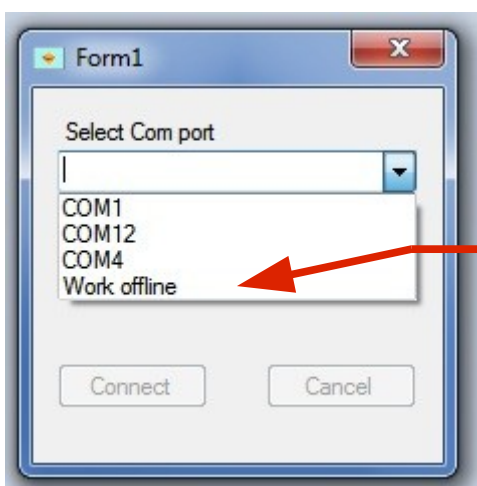 Form1
Select Com port
COM1
COM12
COM4
Work offline
Connect Cancel